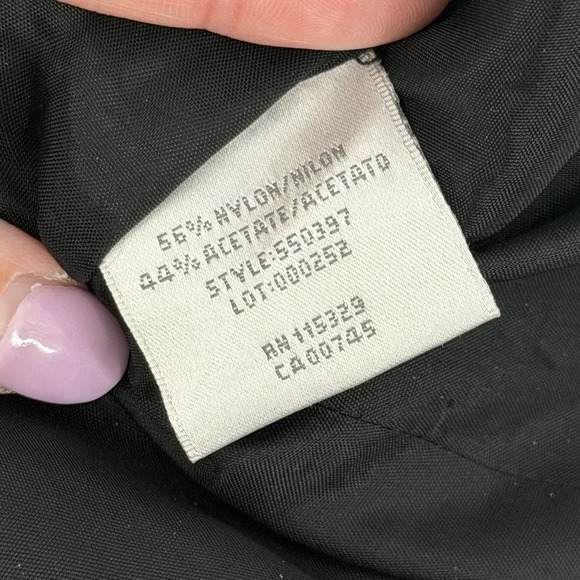 56% NYLON/NILON
44% ACETATE/ACETATO
STYLE:550397
LOT:000252
RN 115329
CA00745